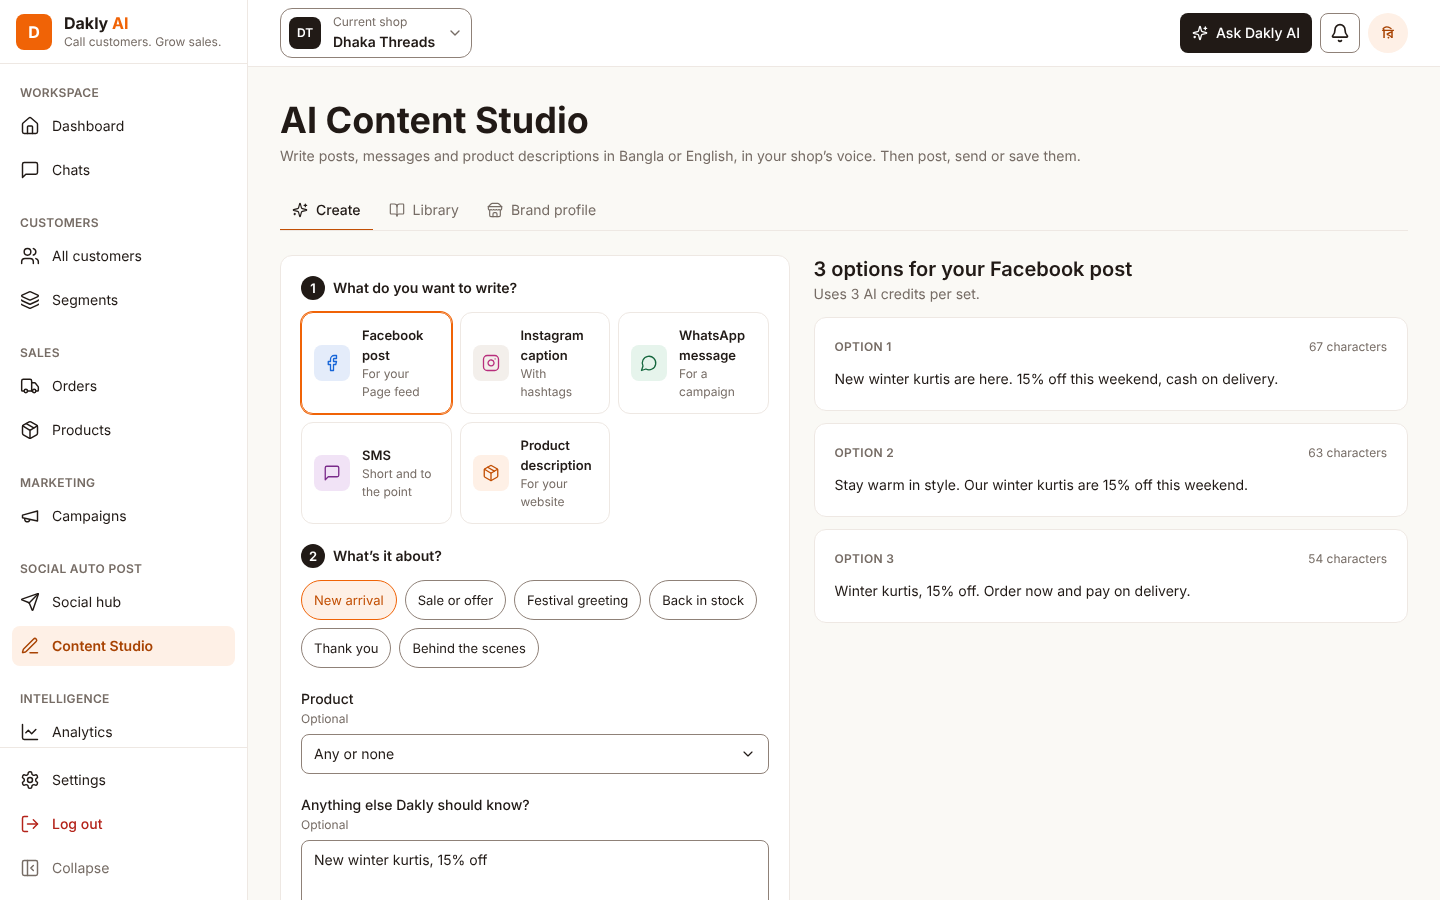 D
Dakly AI
Call customers. Grow sales.
WORKSPACE
Dashboard
Chats
CUSTOMERS
All customers
Segments
SALES
Orders
Products
MARKETING
Campaigns
SOCIAL AUTO POST
Social hub
Content Studio
INTELLIGENCE
Analytics
Settings
Log out
Collapse
DT
Current shop
Dhaka Threads
Ask Dakly AI
রি
AI Content Studio
Write posts, messages and product descriptions in Bangla or English, in your shop’s voice. Then post, send or save them.
Create
Library
Brand profile
1 What do you want to write?
Facebook
post
For your
Page feed
Instagram
caption
With
hashtags
WhatsApp
message
For a
campaign
SMS
Short and to
the point
Product
description
For your
website
2 What’s it about?
New arrival
Sale or offer
Festival greeting
Back in stock
Thank you
Behind the scenes
Product
Optional
Any or none
Anything else Dakly should know?
Optional
New winter kurtis, 15% off
3 options for your Facebook post
Uses 3 AI credits per set.
OPTION 1
67 characters
New winter kurtis are here. 15% off this weekend, cash on delivery.
OPTION 2
63 characters
Stay warm in style. Our winter kurtis are 15% off this weekend.
OPTION 3
54 characters
Winter kurtis, 15% off. Order now and pay on delivery.